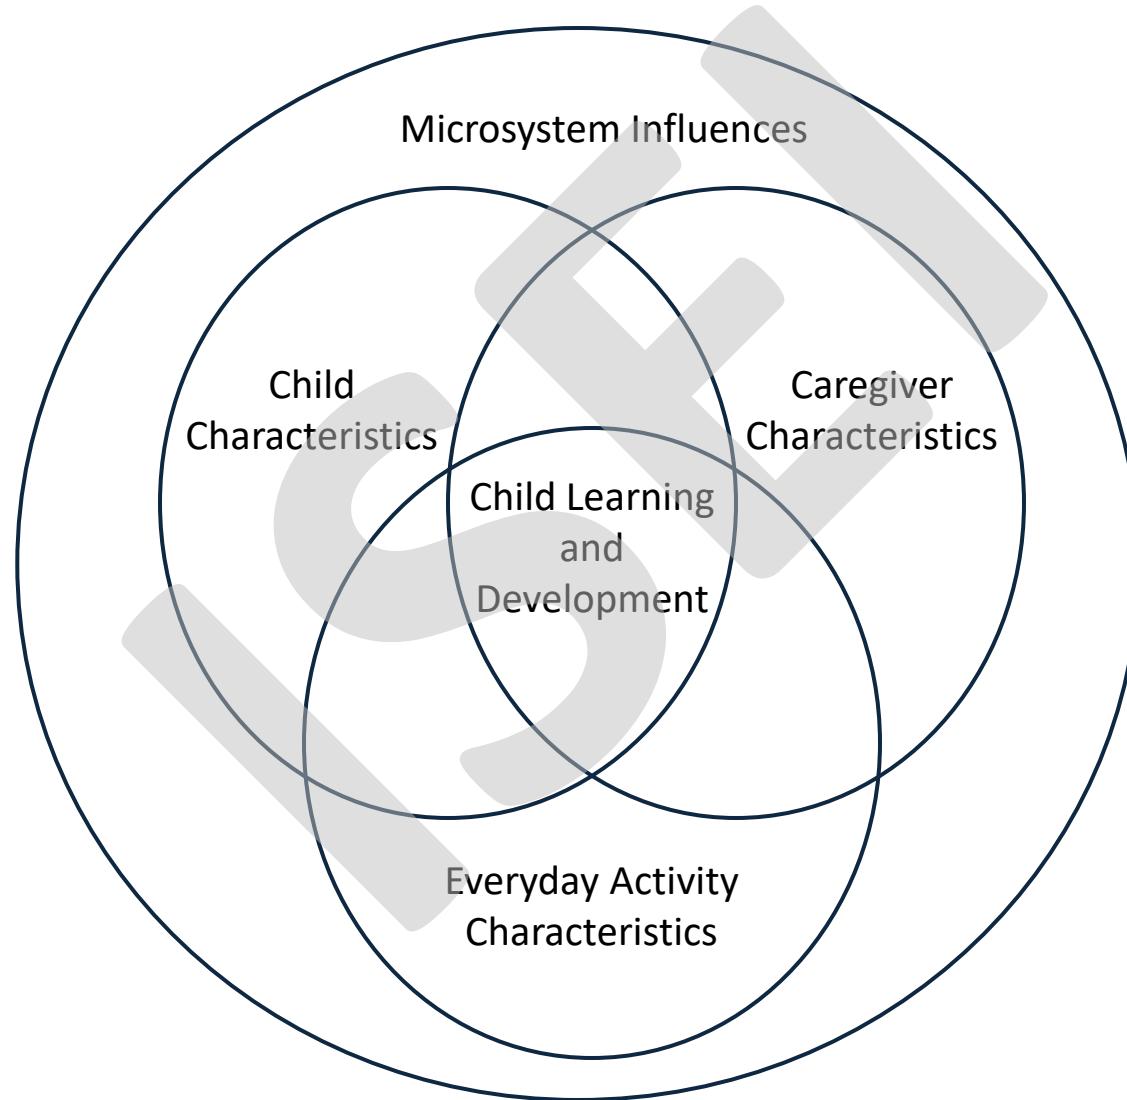 Microsystem Influences
Child
Characteristics
Caregiver
Characteristics
Child Learning
and
Development
Everyday Activity
Characteristics
ISEI